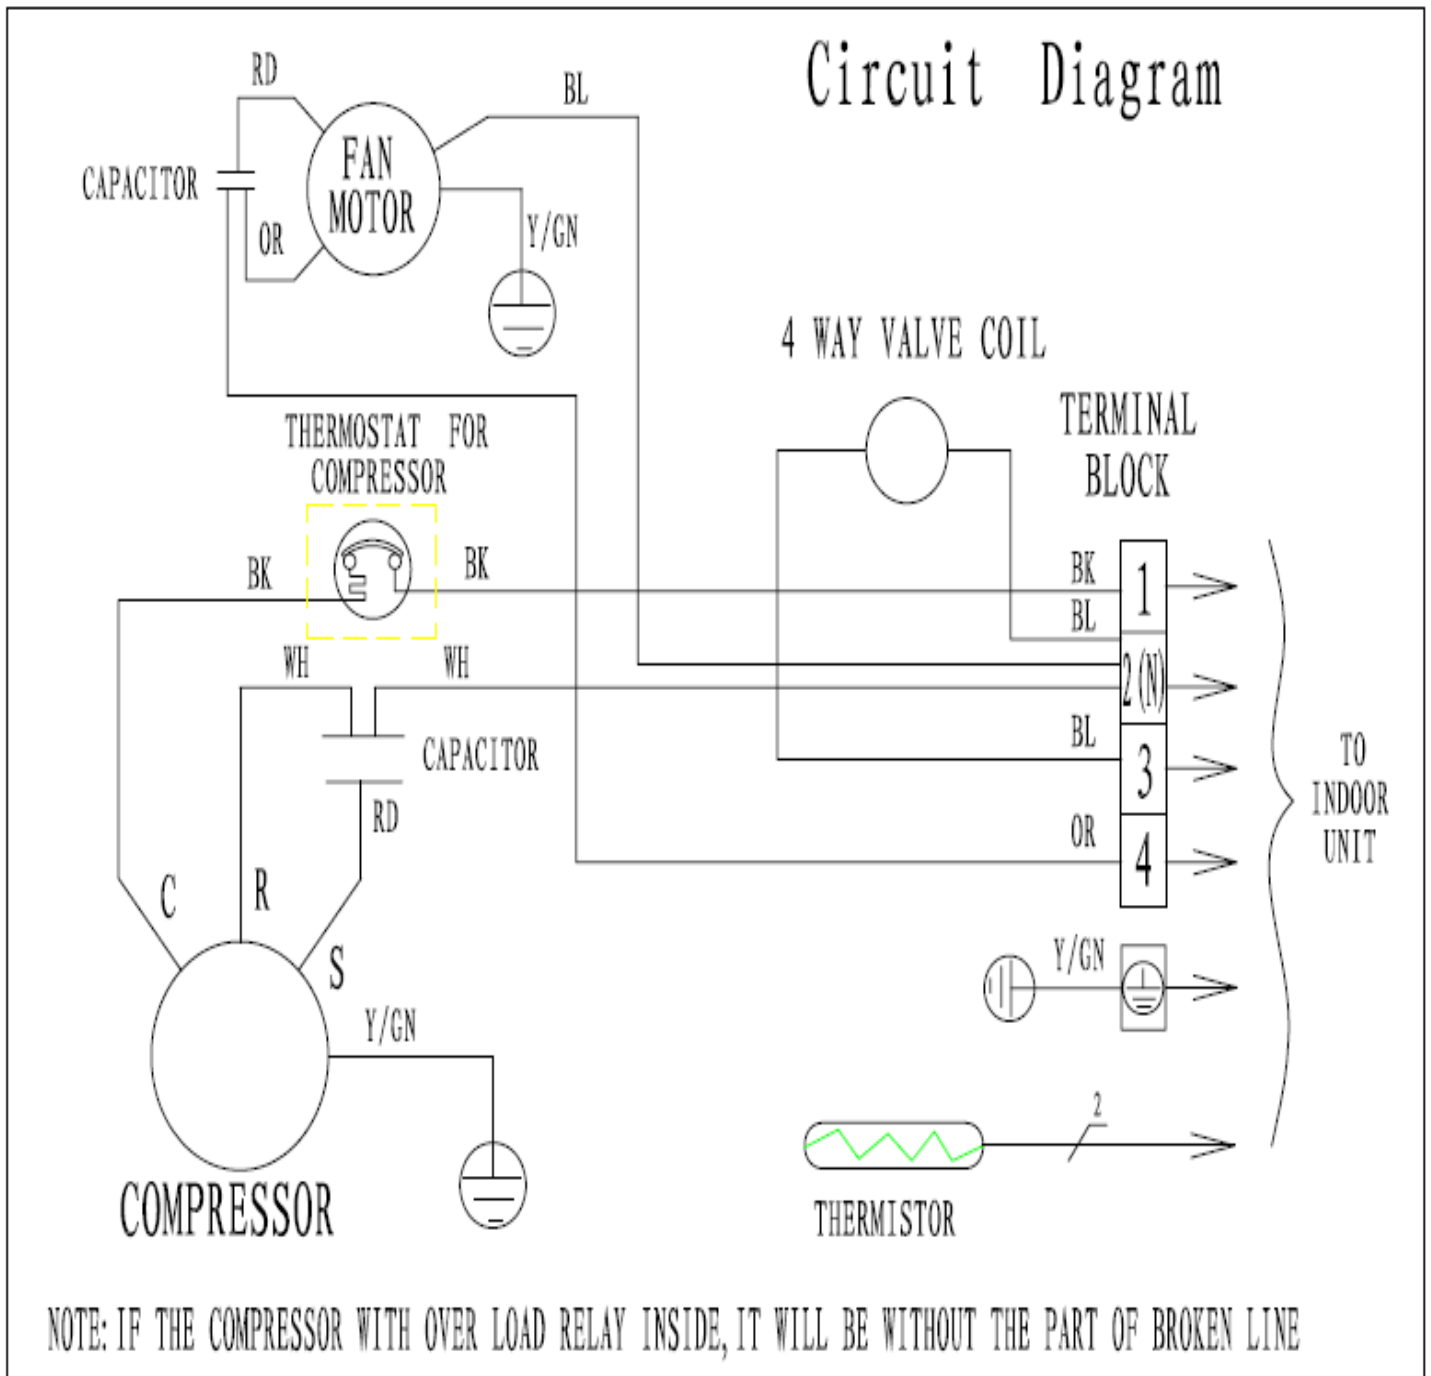 Circuit Diagram
RD
BL
FAN
MOTOR
CAPACITOR
OR
Y/GN
4 WAY VALVE COIL
TERMINAL
BLOCK
THERMOSTAT FOR
COMPRESSOR
BK
BK
BK
1
BL
WH
WH
2(N)
BL
CAPACITOR
3
TO
INDOOR
UNIT
RD
OR
4
C
R
S
Y/GN
Y/GN
2
COMPRESSOR
THERMISTOR
NOTE: IF THE COMPRESSOR WITH OVER LOAD RELAY INSIDE, IT WILL BE WITHOUT THE PART OF BROKEN LINE